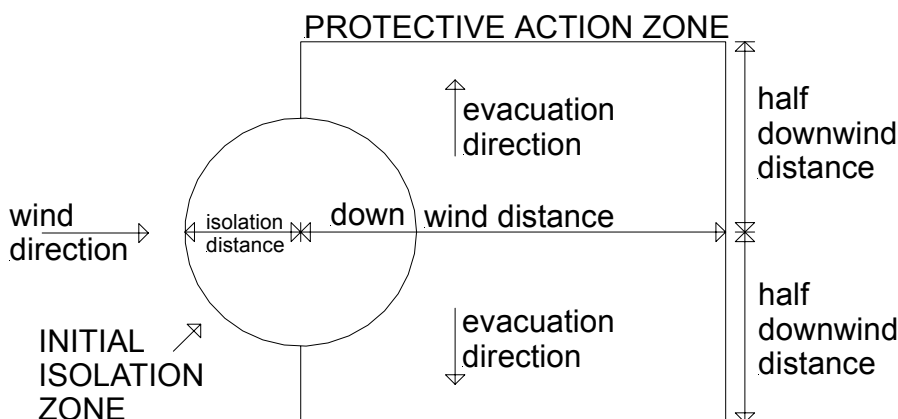 PROTECTIVE ACTION ZONE
evacuation
direction
half
downwind
distance
wind
direction
isolation
distance
down wind distance
evacuation
direction
half
downwind
distance
INITIAL
ISOLATION
ZONE